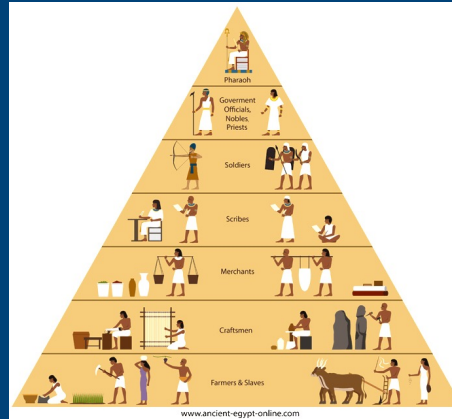 Pharaoh
Goverment
Officials,
Nobles,
Priests
Soldiers
Scribes
Merchants
Craftsmen
Farmers & Slaves
www.ancient-egypt-online.com